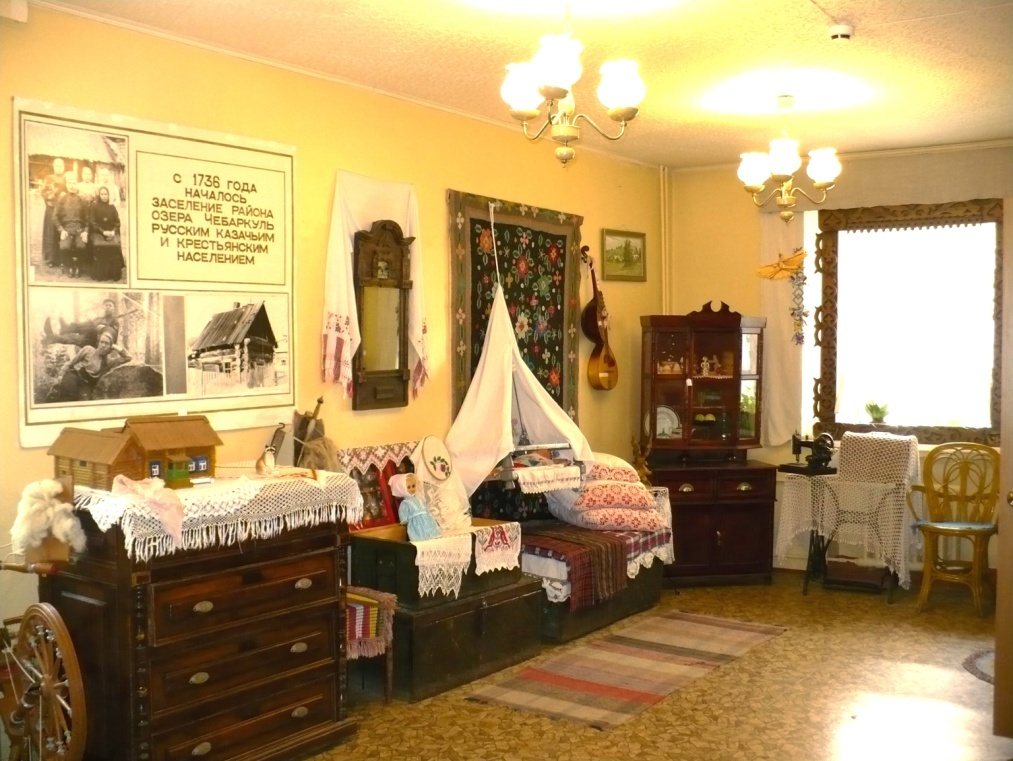 С 1736 ГОДА
НАЧАЛОСЬ
ЗАСЕЛЕНИЕ РАЙОНА
ОЗЕРА ЧЕБАРКУЛЬ
РУССКИМ КАЗАЧЬИМ
И КРЕСТЬЯНСКИМ
НАСЕЛЕНИЕМ